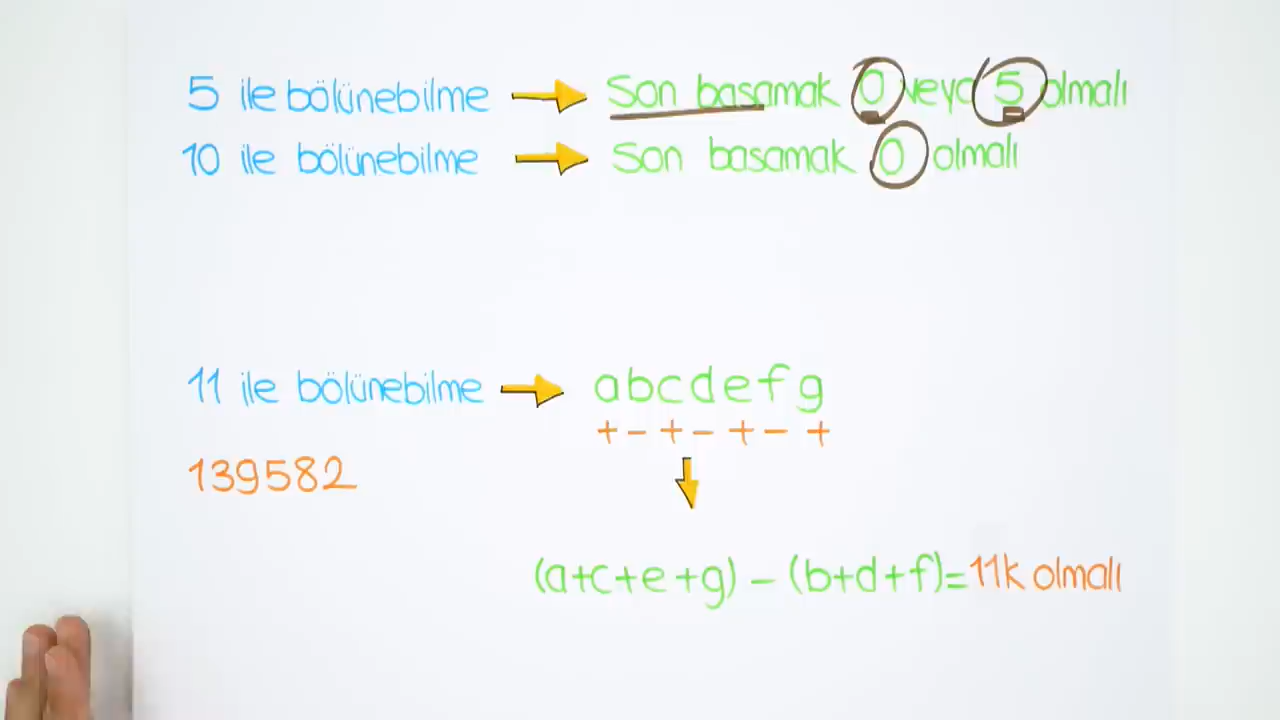 5 ile bölünebilme → Son basamak 0 veya 5 olmalı
10 ile bölünebilme → Son basamak 0 olmalı
11 ile bölünebilme → abcdefg
+ - + - + - +
139582
(a+c+e+g) - (b+d+f)=11k olmalı